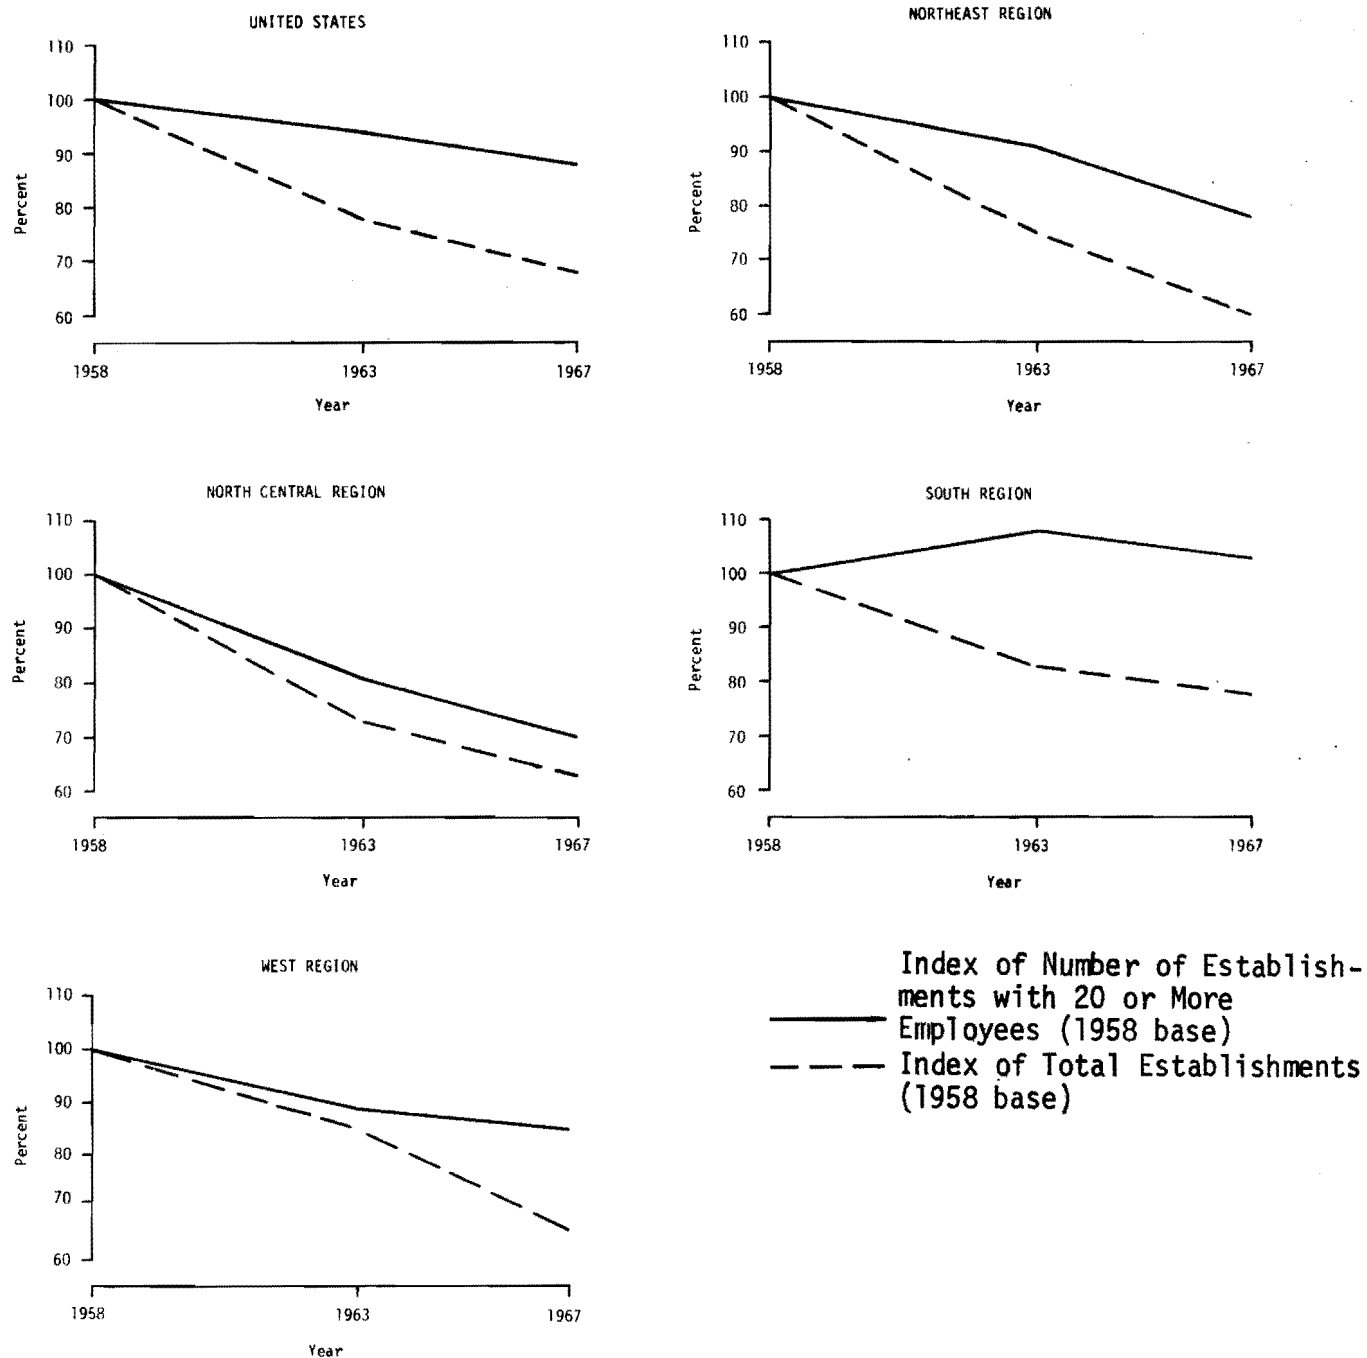 UNITED STATES
110
100
90
80
70
60
Percent
1958
1963
1967
Year
NORTHEAST REGION
110
100
90
80
70
60
Percent
1958
1963
1967
Year
NORTH CENTRAL REGION
110
100
90
80
70
60
Percent
1958
1963
1967
Year
SOUTH REGION
110
100
90
80
70
60
Percent
1958
1963
1967
Year
WEST REGION
110
100
90
80
70
60
Percent
1958
1963
1967
Year
Index of Number of Establish-
ments with 20 or More
Employees (1958 base)
Index of Total Establishments
(1958 base)